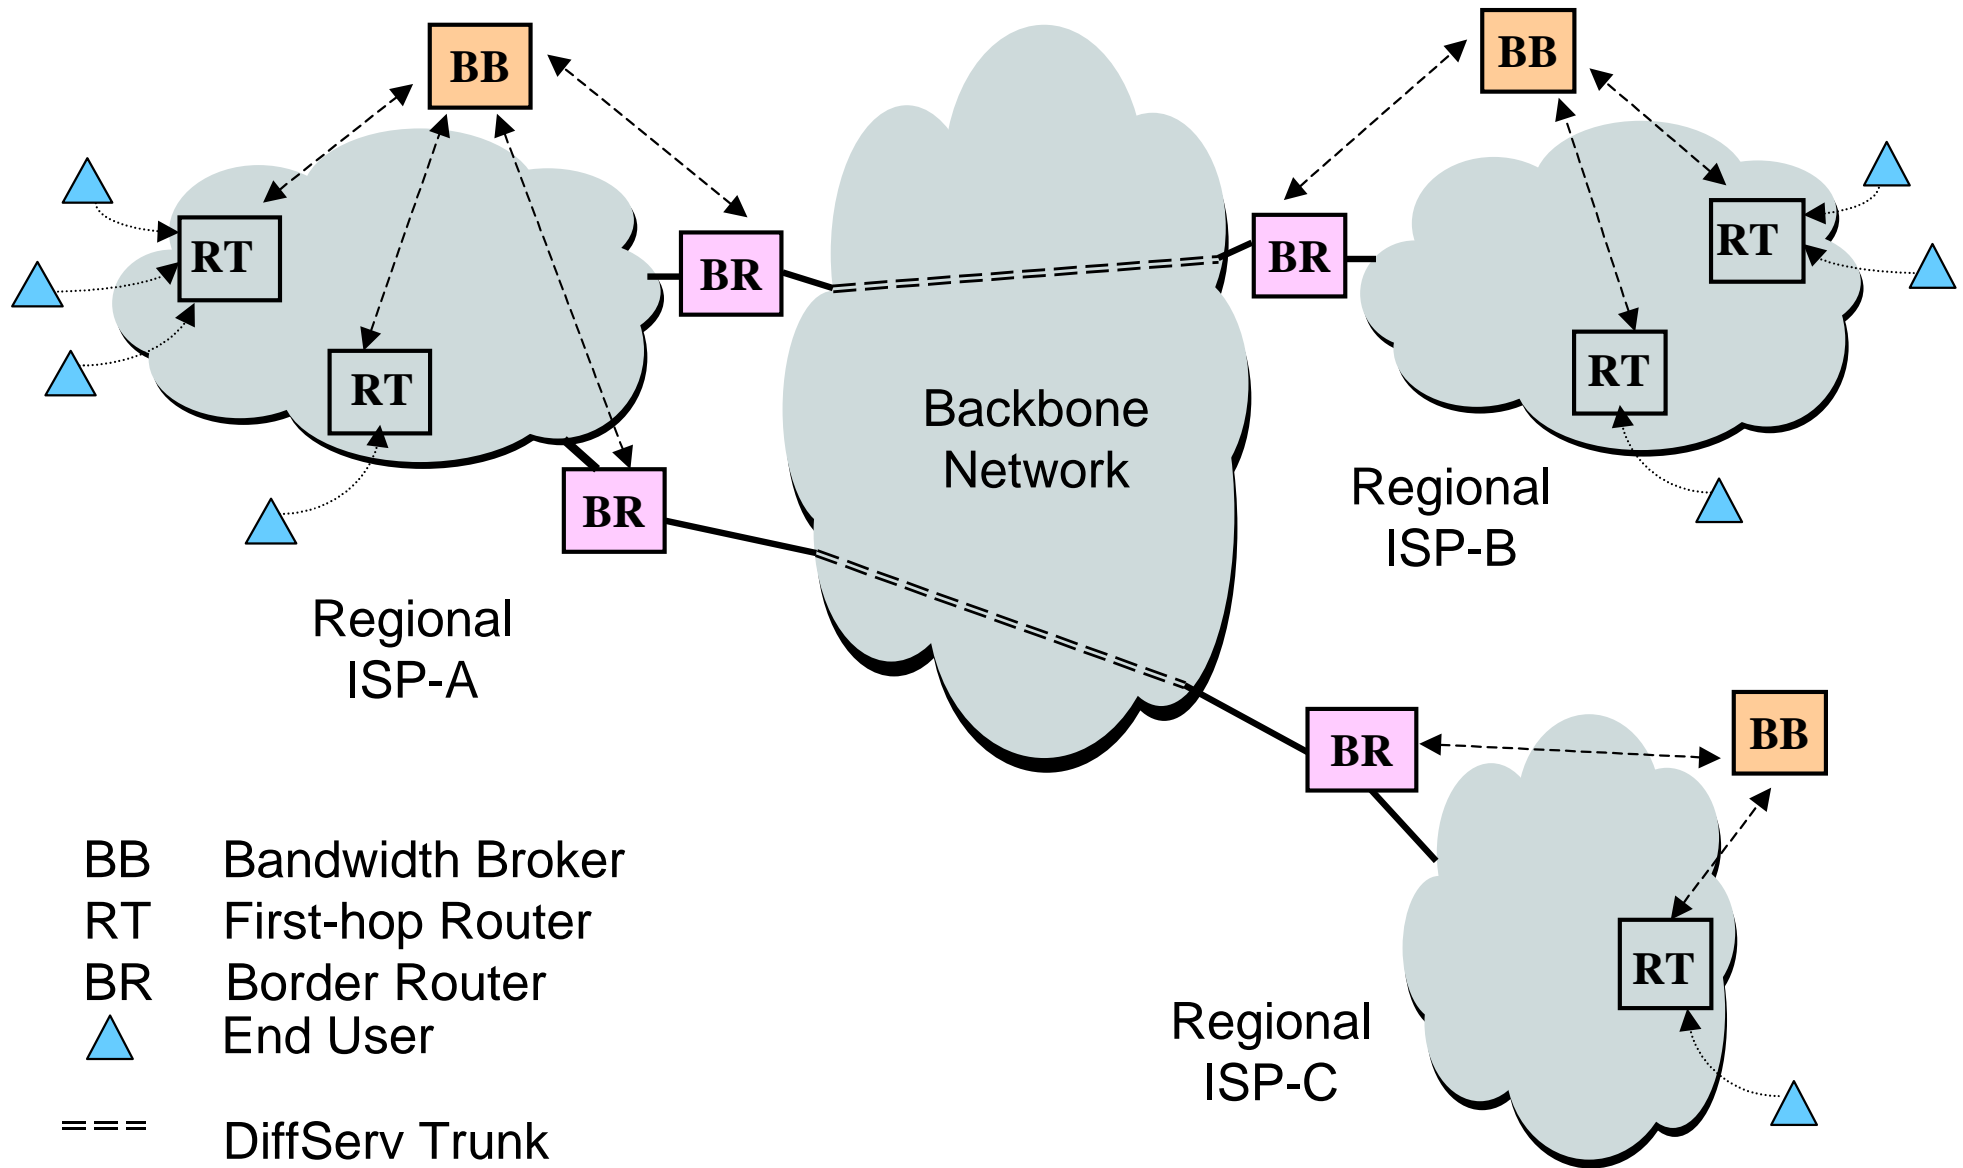 BB
BB
RT
BR
BR
RT
RT
RT
Backbone
Network
BR
Regional
ISP-B
Regional
ISP-A
BR
BB
RT
Regional
ISP-C
BB Bandwidth Broker
RT First-hop Router
BR Border Router
End User
DiffServ Trunk